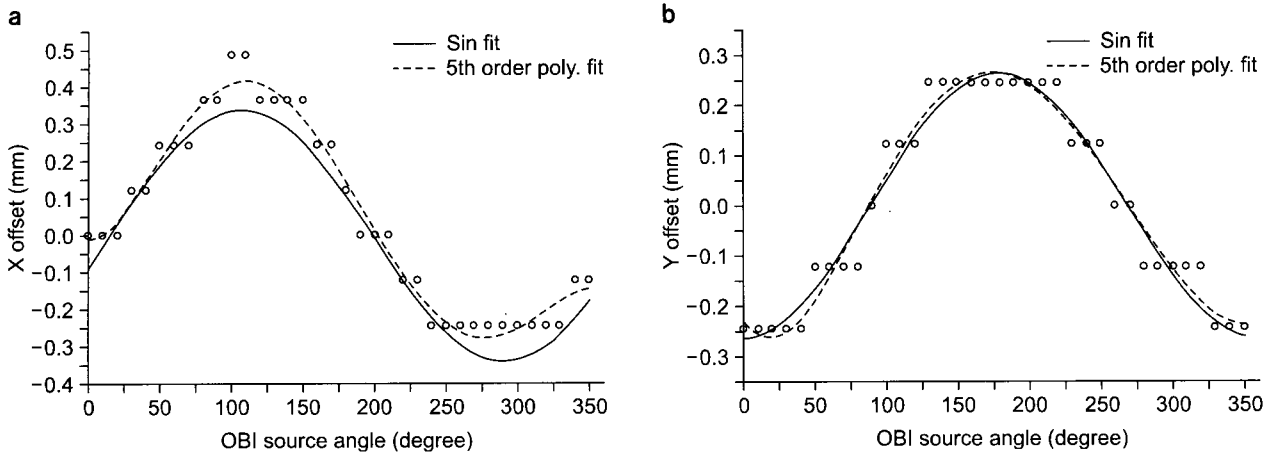 a
X offset (mm)
0.5
0.4
0.3
0.2
0.1
0.0
−0.1
−0.2
−0.3
−0.4
0 50 100 150 200 250 300 350
OBI source angle (degree)
Sin fit
5th order poly. fit
b
Y offset (mm)
0.3
0.2
0.1
0.0
−0.1
−0.2
−0.3
0 50 100 150 200 250 300 350
OBI source angle (degree)
Sin fit
5th order poly. fit